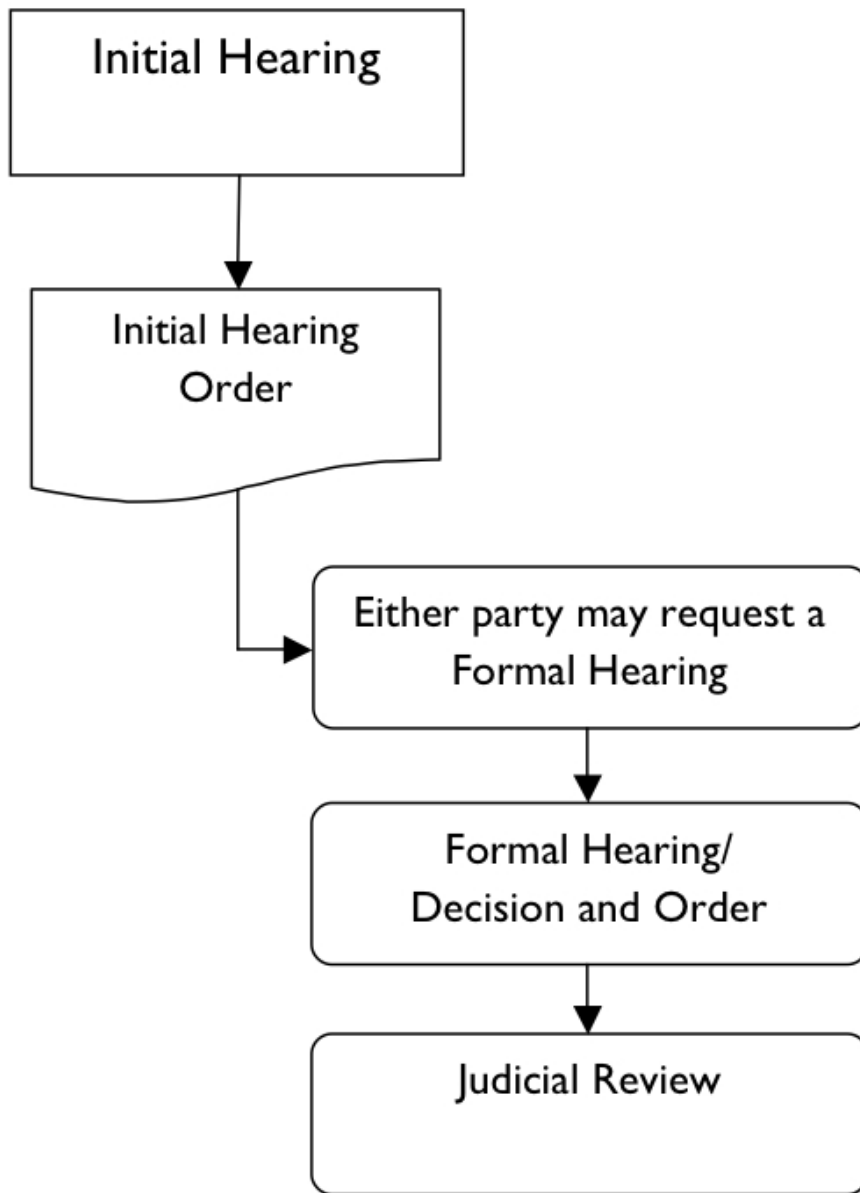 Initial Hearing
Initial Hearing
Order
Either party may request a
Formal Hearing
Formal Hearing/
Decision and Order
Judicial Review